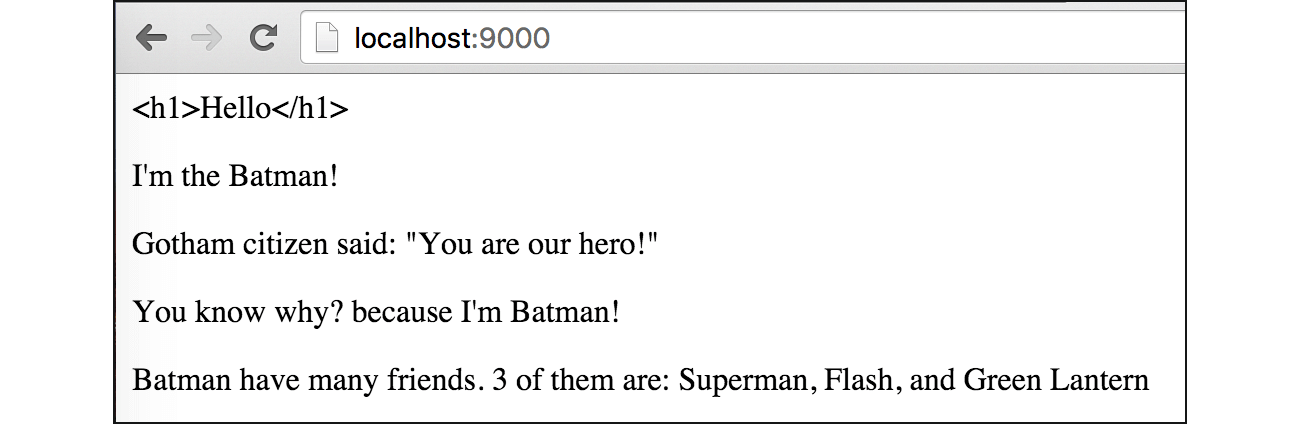 localhost:9000
<h1>Hello</h1>
I'm the Batman!
Gotham citizen said: "You are our hero!"
You know why? because I'm Batman!
Batman have many friends. 3 of them are: Superman, Flash, and Green Lantern